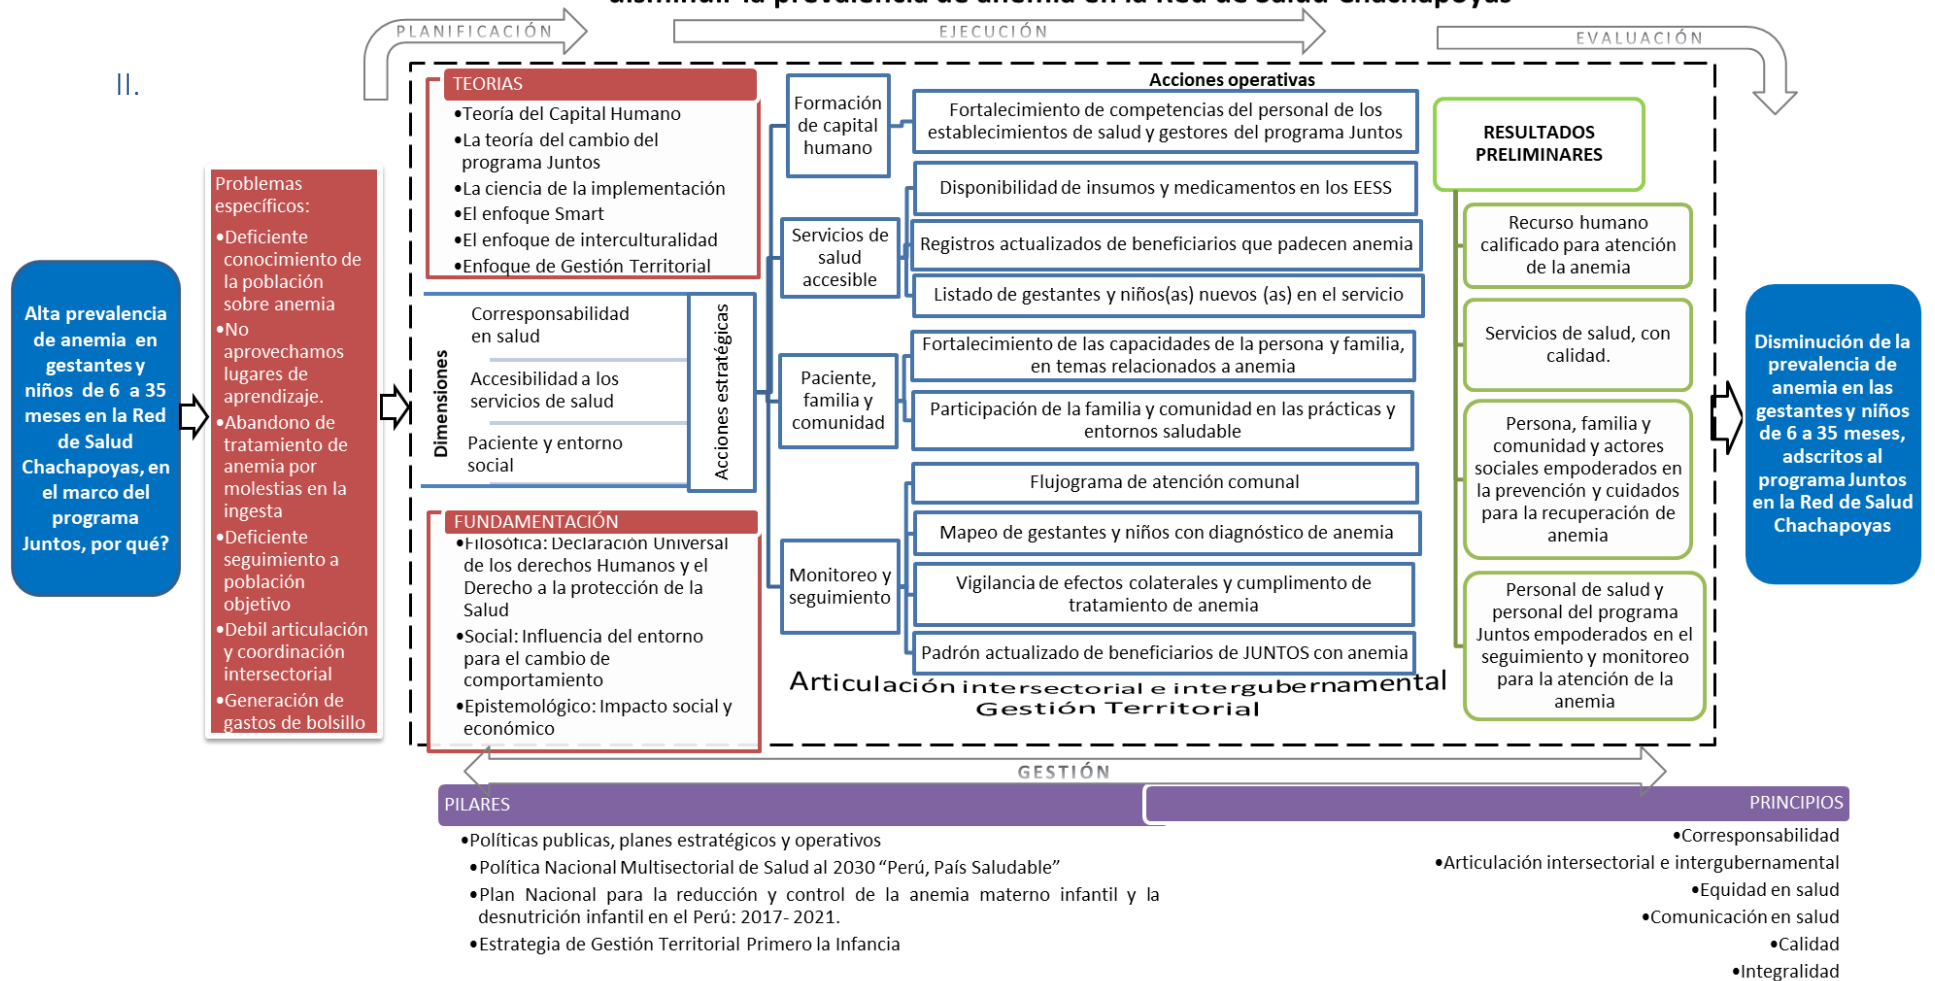 disminuir la prevalencia de anemia en la Red de Salud Chachapoyas
PLANIFICACIÓN
EJECUCIÓN
EVALUACIÓN
II.
Alta prevalencia
de anemia en
gestantes y
niños de 6 a 35
meses en la Red
de Salud
Chachapoyas, en
el marco del
programa
Juntos, por qué?
Problemas
específicos:
•Deficiente
conocimiento de
la población
sobre anemia
•No
aprovechamos
lugares de
aprendizaje.
•Abandono de
tratamiento de
anemia por
molestias en la
ingesta
•Deficiente
seguimiento a
población
objetivo
•Debil articulación
y coordinación
intersectorial
•Generación de
gastos de bolsillo
TEORIAS
•Teoría del Capital Humano
•La teoría del cambio del
programa Juntos
•La ciencia de la implementación
•El enfoque Smart
•El enfoque de interculturalidad
•Enfoque de Gestión Territorial
Dimensiones
Corresponsabilidad
en salud
Accesibilidad a los
servicios de salud
Paciente y entorno
social
Acciones estratégicas
FUNDAMENTACIÓN
•Filosófica: Declaración Universal
de los derechos Humanos y el
Derecho a la protección de la
Salud
•Social: Influencia del entorno
para el cambio de
comportamiento
•Epistemológico: Impacto social y
económico
Acciones operativas
Formación
de capital
humano
Fortalecimiento de competencias del personal de los
establecimientos de salud y gestores del programa Juntos
Servicios de
salud
accesible
Disponibilidad de insumos y medicamentos en los EESS
Registros actualizados de beneficiarios que padecen anemia
Listado de gestantes y niños(as) nuevos (as) en el servicio
Paciente,
familia y
comunidad
Fortalecimiento de las capacidades de la persona y familia,
en temas relacionados a anemia
Participación de la familia y comunidad en las prácticas y
entornos saludable
Monitoreo y
seguimiento
Flujograma de atención comunal
Mapeo de gestantes y niños con diagnóstico de anemia
Vigilancia de efectos colaterales y cumplimento de
tratamiento de anemia
Padrón actualizado de beneficiarios de JUNTOS con anemia
Articulación intersectorial e intergubernamental
Gestión Territorial
RESULTADOS
PRELIMINARES
Recurso humano
calificado para atención
de la anemia
Servicios de salud, con
calidad.
Persona, familia y
comunidad y actores
sociales empoderados en
la prevención y cuidados
para la recuperación de
anemia
Personal de salud y
personal del programa
Juntos empoderados en el
seguimiento y monitoreo
para la atención de la
anemia
Disminución de la
prevalencia de
anemia en las
gestantes y niños
de 6 a 35 meses,
adscritos al
programa Juntos
en la Red de Salud
Chachapoyas
GESTIÓN
PILARES
•Políticas publicas, planes estratégicos y operativos
•Política Nacional Multisectorial de Salud al 2030 “Perú, País Saludable”
•Plan Nacional para la reducción y control de la anemia materno infantil y la
desnutrición infantil en el Perú: 2017- 2021.
•Estrategia de Gestión Territorial Primero la Infancia
PRINCIPIOS
•Corresponsabilidad
•Articulación intersectorial e intergubernamental
•Equidad en salud
•Comunicación en salud
•Calidad
•Integralidad